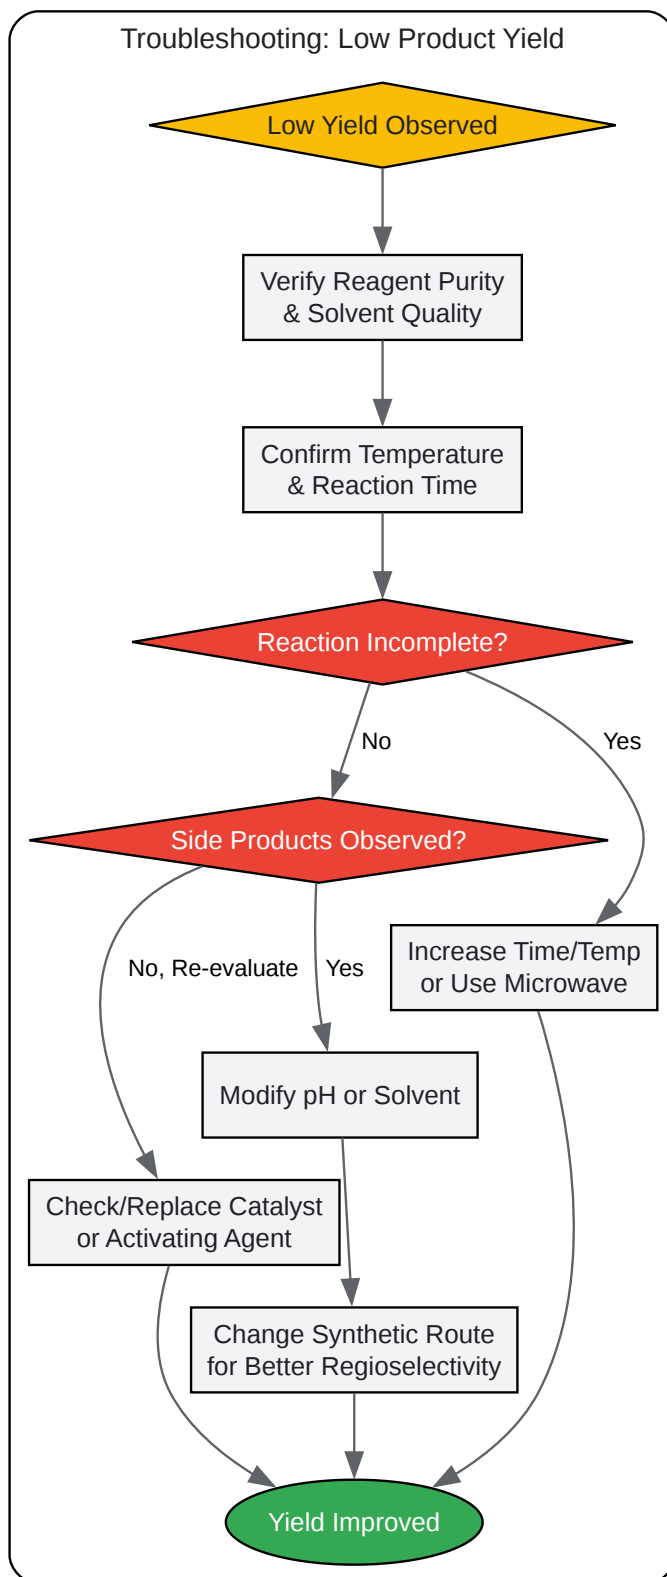 Troubleshooting: Low Product Yield
Low Yield Observed
Verify Reagent Purity
& Solvent Quality
Confirm Temperature
& Reaction Time
Reaction Incomplete?
No
Yes
Side Products Observed?
Increase Time/Temp
or Use Microwave
No, Re-evaluate
Yes
Modify pH or Solvent
Check/Replace Catalyst
or Activating Agent
Change Synthetic Route
for Better Regioselectivity
Yield Improved